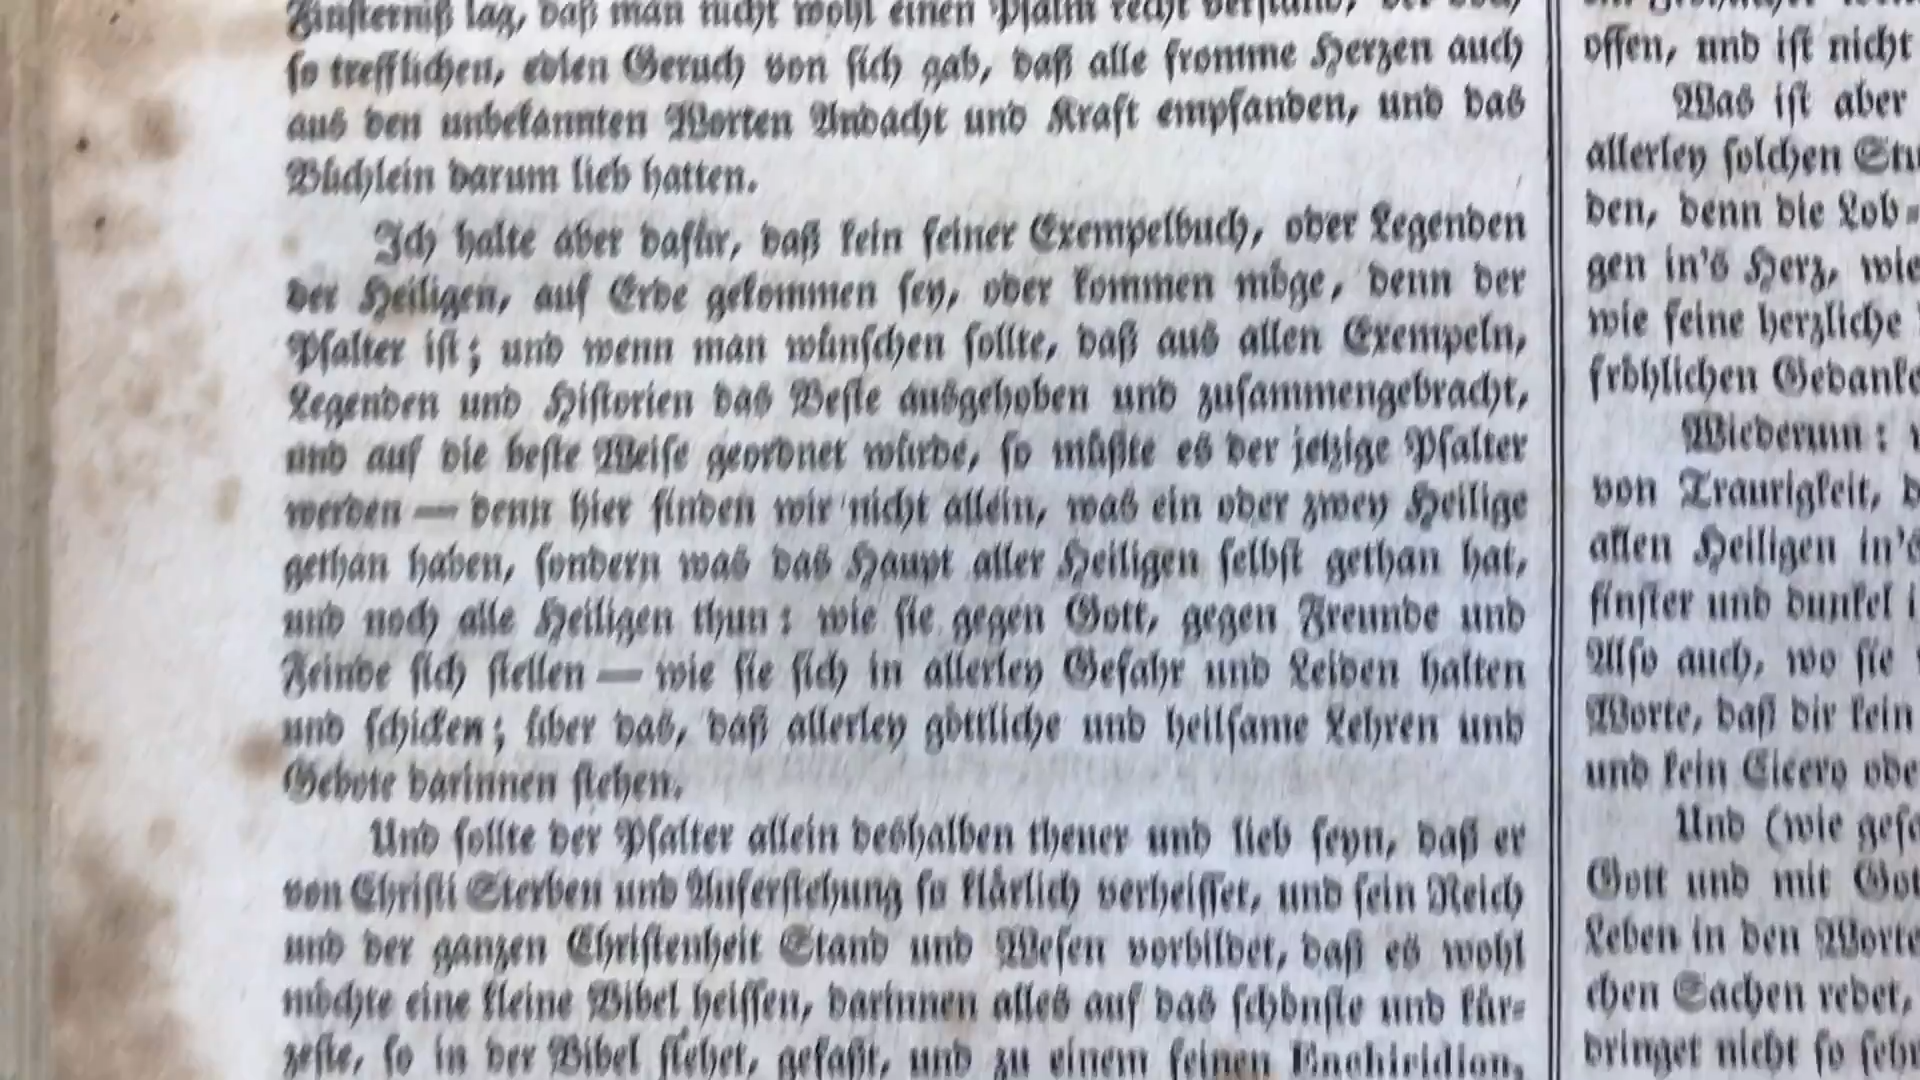 Finsterniß lag, daß man nicht wohl einen Psalm recht verstand, der doch
so trefflichen, edlen Geruch von sich gab, daß alle fromme Herzen auch
aus den unbekannten Worten Andacht und Kraft empfanden, und das
Büchlein darum lieb hatten.
Ich halte aber dafür, daß kein feiner Exempelbuch, oder Legenden
der Heiligen, auf Erde gekommen sey, oder kommen möge, denn der
Psalter ist; und wenn man wünschen sollte, daß aus allen Exempeln,
Legenden und Historien das Beste ausgehoben und zusammengebracht,
und auf die beste Weise geordnet würde, so müßte es der jetzige Psalter
werden — denn hier finden wir nicht allein, was ein oder zwey Heilige
gethan haben, sondern was das Haupt aller Heiligen selbst gethan hat,
und noch alle Heiligen thun: wie sie gegen Gott, gegen Freunde und
Feinde sich stellen — wie sie sich in allerley Gefahr und Leiden halten
und schicken; über das, daß allerley göttliche und heilsame Lehren und
Gebote darinnen stehen.
Und sollte der Psalter allein deshalben theuer und lieb seyn, daß er
von Christi Sterben und Auferstehung so klärlich verheisset, und sein Reich
und der ganzen Christenheit Stand und Wesen vorbildet, daß es wohl
möchte eine kleine Bibel heissen, darinnen alles auf das schönste und kür-
zeste, so in der Bibel stehet, gefaßt, und zu einem feinen Enchiridion,
offen, und ist nicht
Was ist aber
allerley solchen
den, denn die Lob-
gen in's Herz, wie
wie feine herzliche
fröhlichen
Wiederum:
von Traurigkeit,
allen Heiligen
finster und dunkel
Also auch, wo sie
Worte, daß dir kein
und kein Cicero
Und (wie
Gott und mit
Leben in den
chen Sachen redet,
bringet nicht so